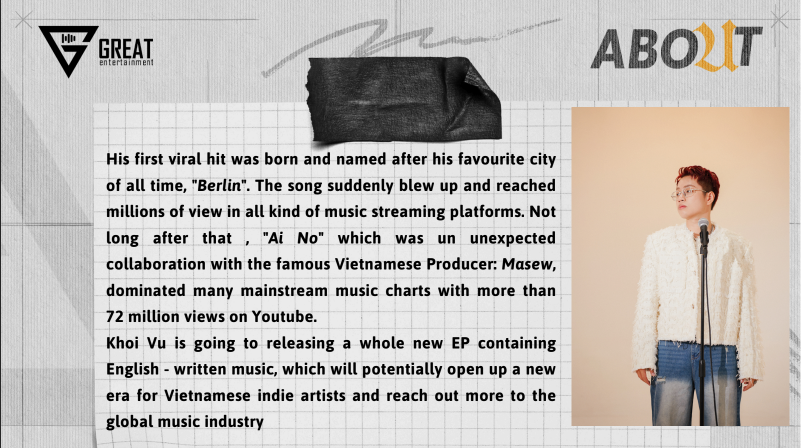 GREAT
entertainment
ABOUT
His first viral hit was born and named after his favourite city
of all time, "Berlin". The song suddenly blew up and reached
millions of view in all kind of music streaming platforms. Not
long after that , "Ai No" which was un unexpected
collaboration with the famous Vietnamese Producer: Masew,
dominated many mainstream music charts with more than
72 million views on Youtube.
Khoi Vu is going to releasing a whole new EP containing
English - written music, which will potentially open up a new
era for Vietnamese indie artists and reach out more to the
global music industry